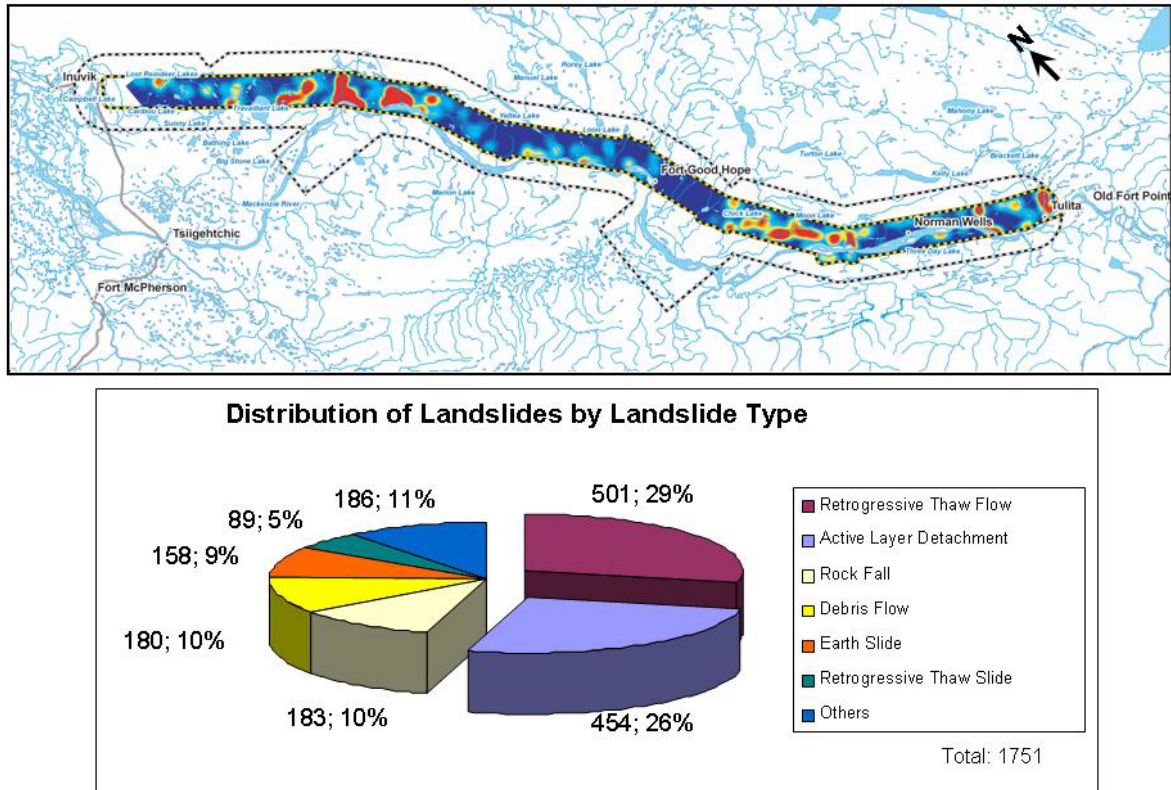 N
Inuvik
Lost Reindeer Lakes
Campbell Lake
Caribou Lake
Sunny Lake
Travaillant Lake
Bathing Lake
Big Stone Lake
Mackenzie River
Tsiigehtchic
Fort McPherson
Manuel Lake
Rorey Lake
Yeltea Lake
Loon Lake
Marion Lake
Fort Good Hope
Chick Lake
Moon Lake
Turton Lake
Kelly Lake
Mahony Lake
Brackett Lake
Norman Wells
Three Day Lake
Tulita
Old Fort Point
Distribution of Landslides by Landslide Type
186; 11%
501; 29%
89; 5%
158; 9%
180; 10%
183; 10%
454; 26%
Retrogressive Thaw Flow
Active Layer Detachment
Rock Fall
Debris Flow
Earth Slide
Retrogressive Thaw Slide
Others
Total: 1751